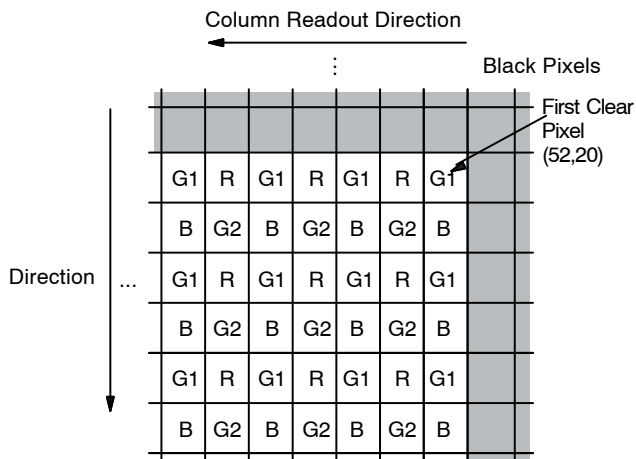 Column Readout Direction
⋮
Black Pixels
First Clear
Pixel
(52,20)
G1 R G1 R G1 R G1
B G2 B G2 B G2 B
Direction ... G1 R G1 R G1 R G1
B G2 B G2 B G2 B
G1 R G1 R G1 R G1
B G2 B G2 B G2 B